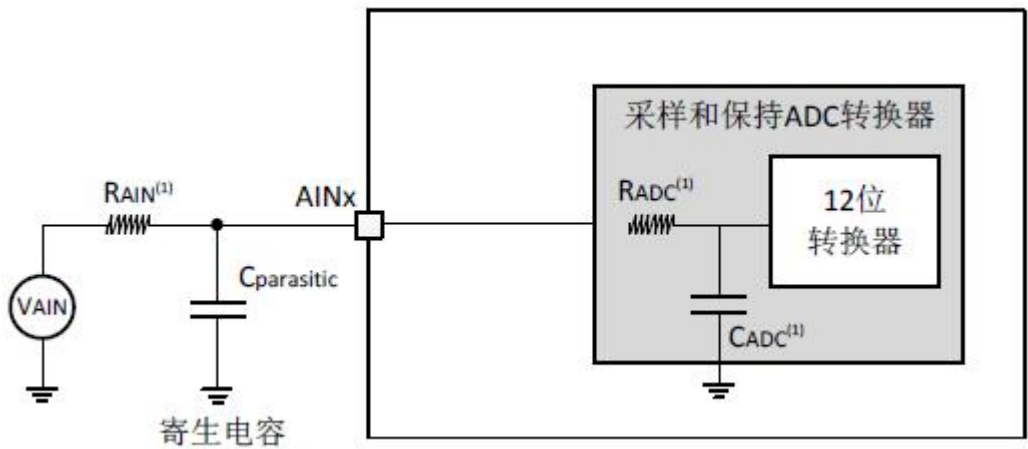 采样和保持ADC转换器
RAIN(1)
AINx
RADC(1)
12位
转换器
Cparasitic
VAIN
CADC(1)
寄生电容